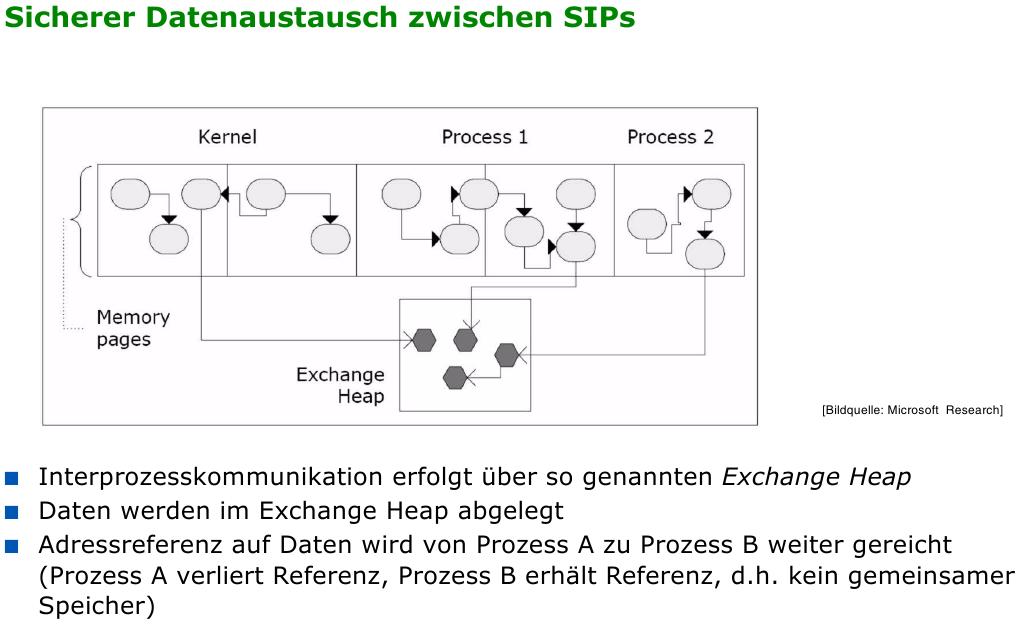 Sicherer Datenaustausch zwischen SIPs
Kernel
Process 1
Process 2
Memory
pages
Exchange
Heap
[Bildquelle: Microsoft Research]
Interprozesskommunikation erfolgt über so genannten Exchange Heap
Daten werden im Exchange Heap abgelegt
Adressreferenz auf Daten wird von Prozess A zu Prozess B weiter gereicht
(Prozess A verliert Referenz, Prozess B erhält Referenz, d.h. kein gemeinsamer
Speicher)